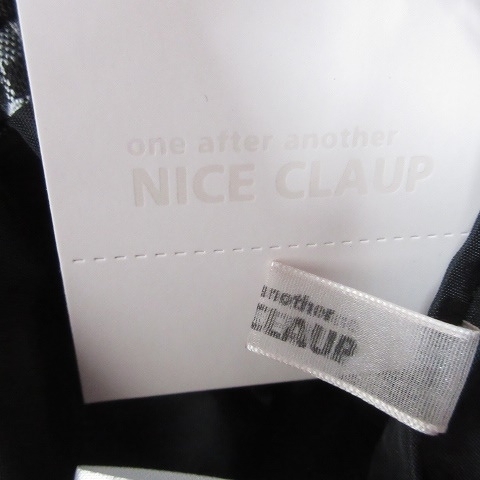 one after another
NICE CLAUP
another
CLAUP